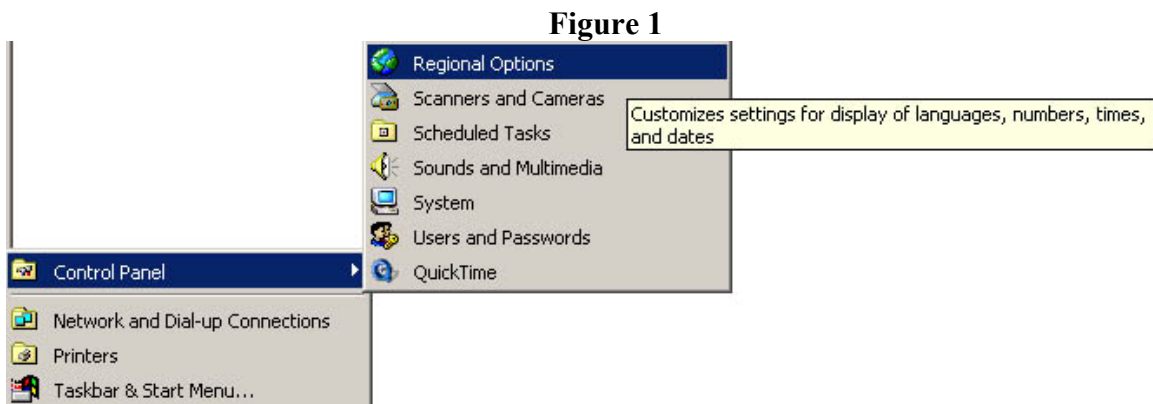 Figure 1
Regional Options
Scanners and Cameras
Customizes settings for display of languages, numbers, times,
and dates
Scheduled Tasks
Sounds and Multimedia
System
Users and Passwords
QuickTime
Control Panel
Network and Dial-up Connections
Printers
Taskbar & Start Menu...